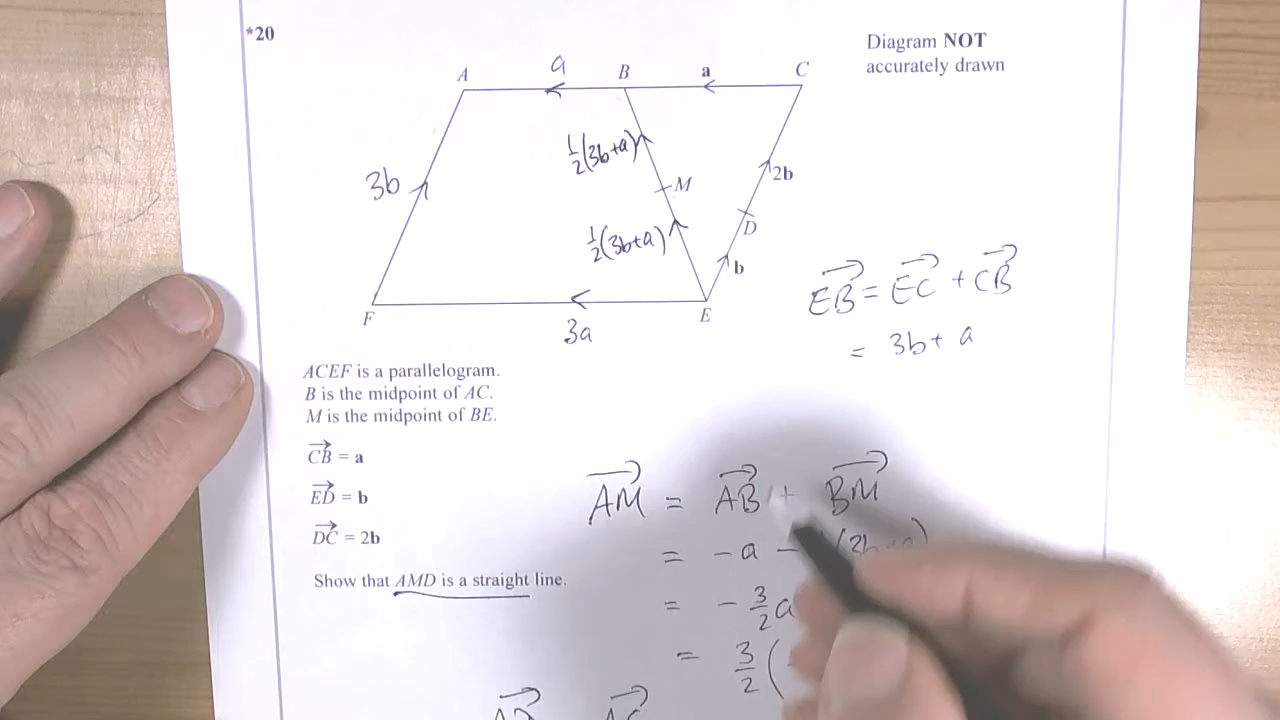 *20
Diagram NOT
accurately drawn
A a B a C
½(3b+a)
3b M 2b
½(3b+a) D
b
F 3a E
EB = EC + CB
= 3b + a
ACEF is a parallelogram.
B is the midpoint of AC.
M is the midpoint of BE.
CB = a
ED = b
DC = 2b
Show that AMD is a straight line.
AM = AB + BM
= -a -
= - 3/2 a
= 3/2 (